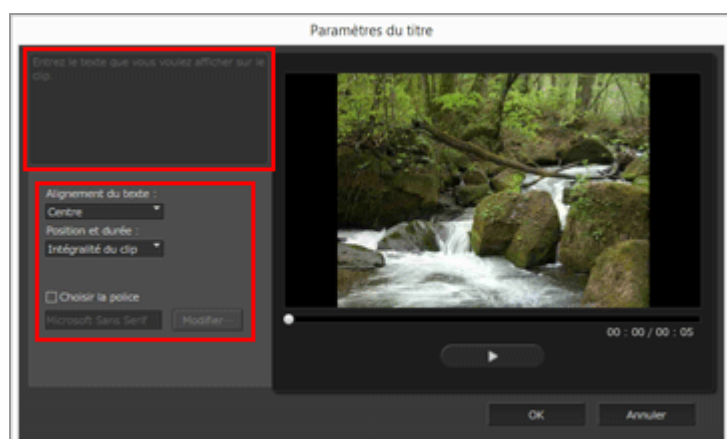 Paramètres du titre
Entrez le texte que vous voulez afficher sur le
clip.
Alignement du texte :
Centre
Position et durée :
Intégralité du clip
Choisir la police
Microsoft Sans Serif
Modifier...
00 : 00 / 00 : 05
OK
Annuler